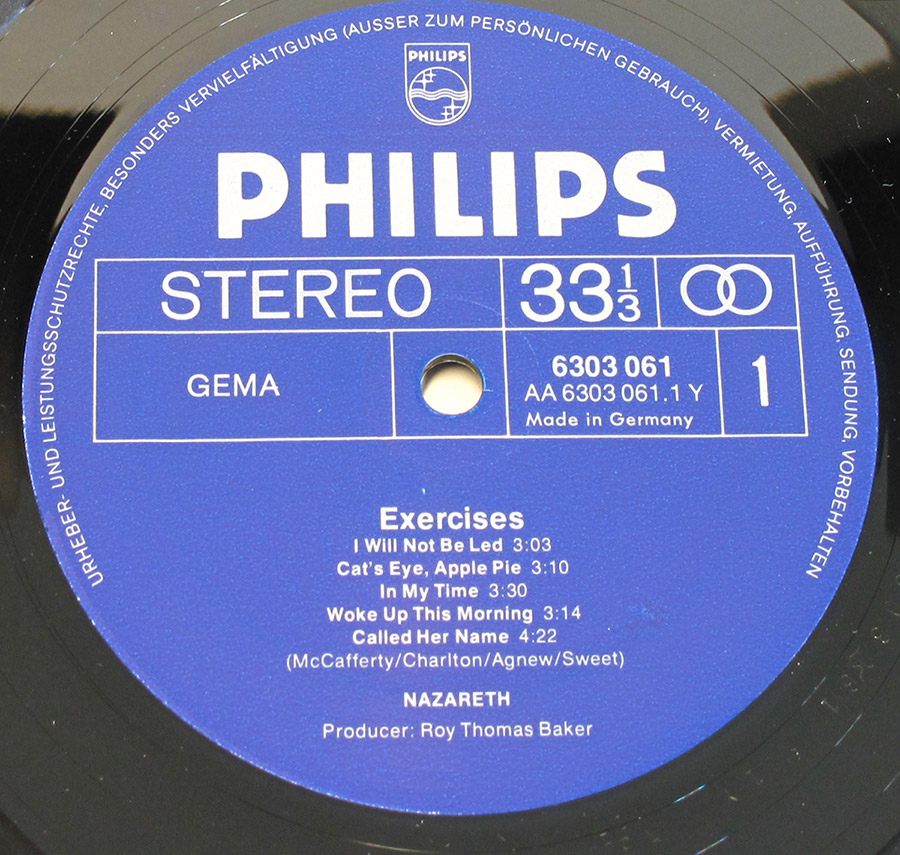 URHEBER- UND LEISTUNGSSCHUTZRECHTE, BESONDERS VERVIELFÄLTIGUNG (AUSSER ZUM PERSÖNLICHEN GEBRAUCH), VERMIETUNG, AUFFÜHRUNG, SENDUNG, VORBEHALTEN
PHILIPS
PHILIPS
STEREO 33 1/3
GEMA
6303 061
AA 6303 061.1 Y
Made in Germany
1
Exercises
I Will Not Be Led 3:03
Cat's Eye, Apple Pie 3:10
In My Time 3:30
Woke Up This Morning 3:14
Called Her Name 4:22
(McCafferty/Charlton/Agnew/Sweet)
NAZARETH
Producer: Roy Thomas Baker